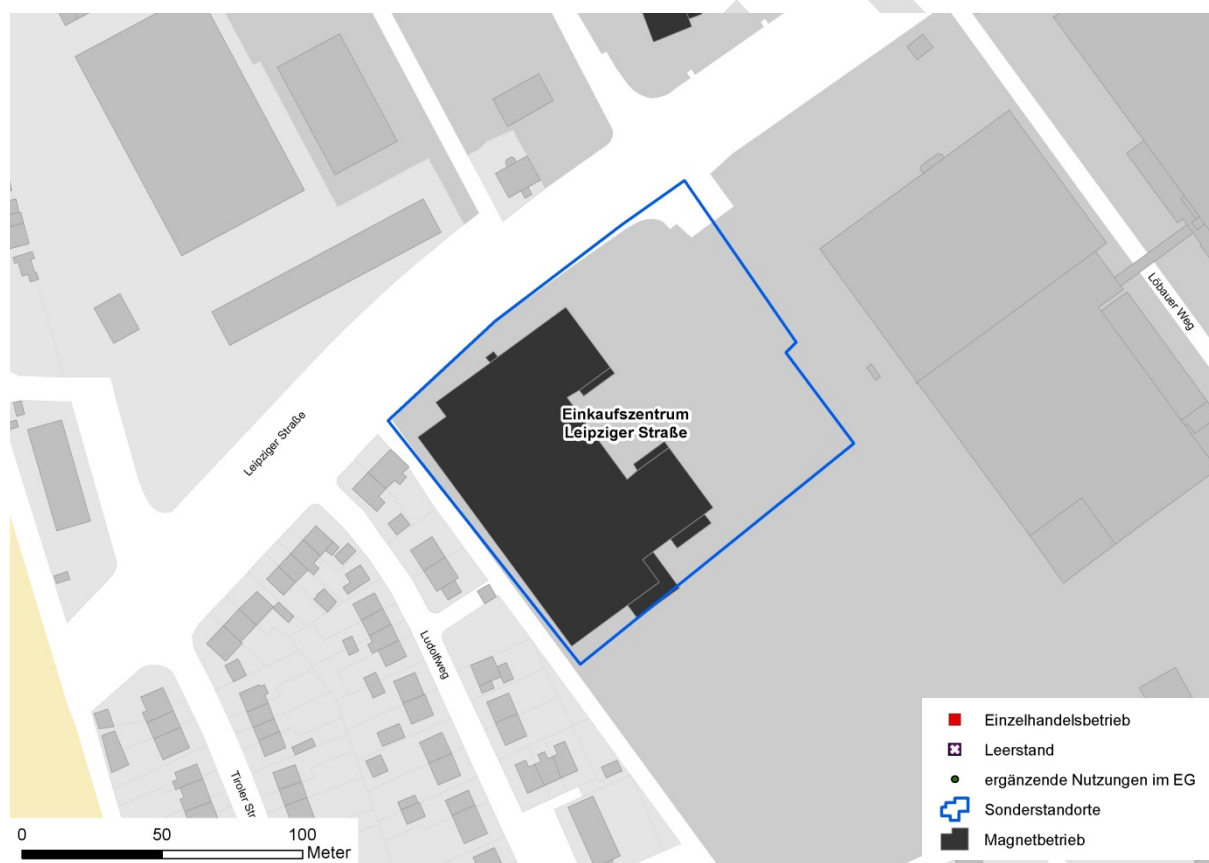 Löbauer Weg
Einkaufszentrum
Leipziger Straße
Leipziger Straße
Ludolfweg
Tiroler Str
Einzelhandelsbetrieb
Leerstand
ergänzende Nutzungen im EG
Sonderstandorte
Magnetbetrieb
0 50 100
Meter